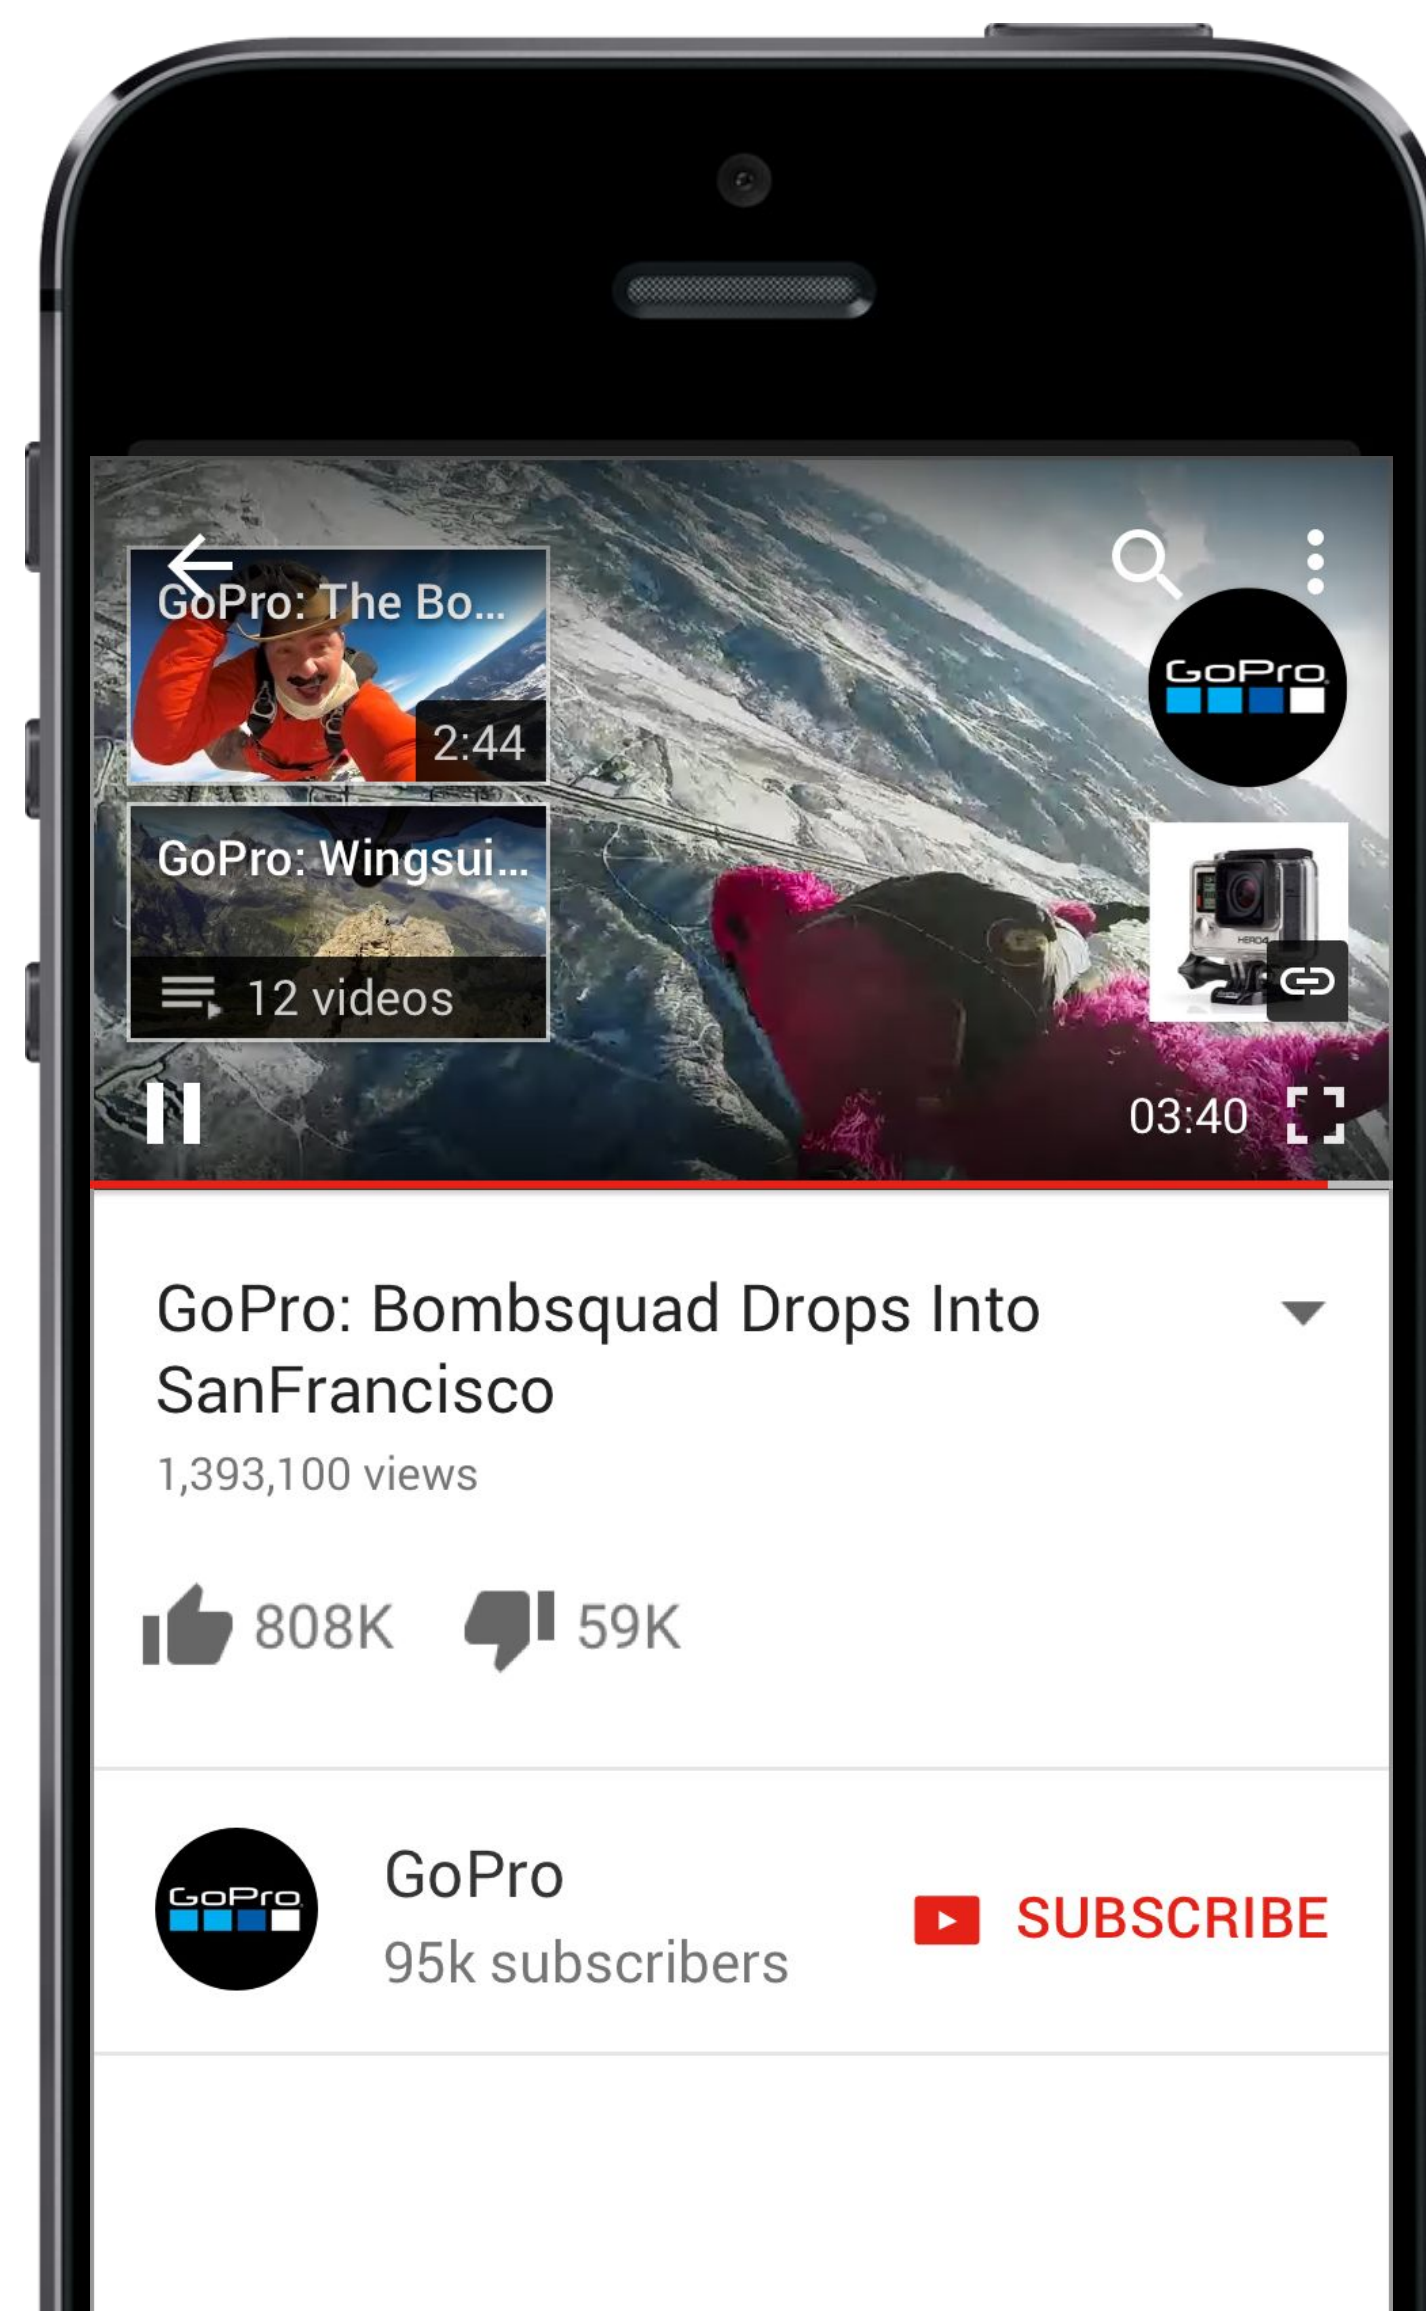 GoPro: The Bo...
2:44
GoPro
GoPro: Wingsui...
HERO4
12 videos
03:40
GoPro: Bombsquad Drops Into
SanFrancisco
1,393,100 views
808K 59K
GoPro
GoPro
95k subscribers
SUBSCRIBE